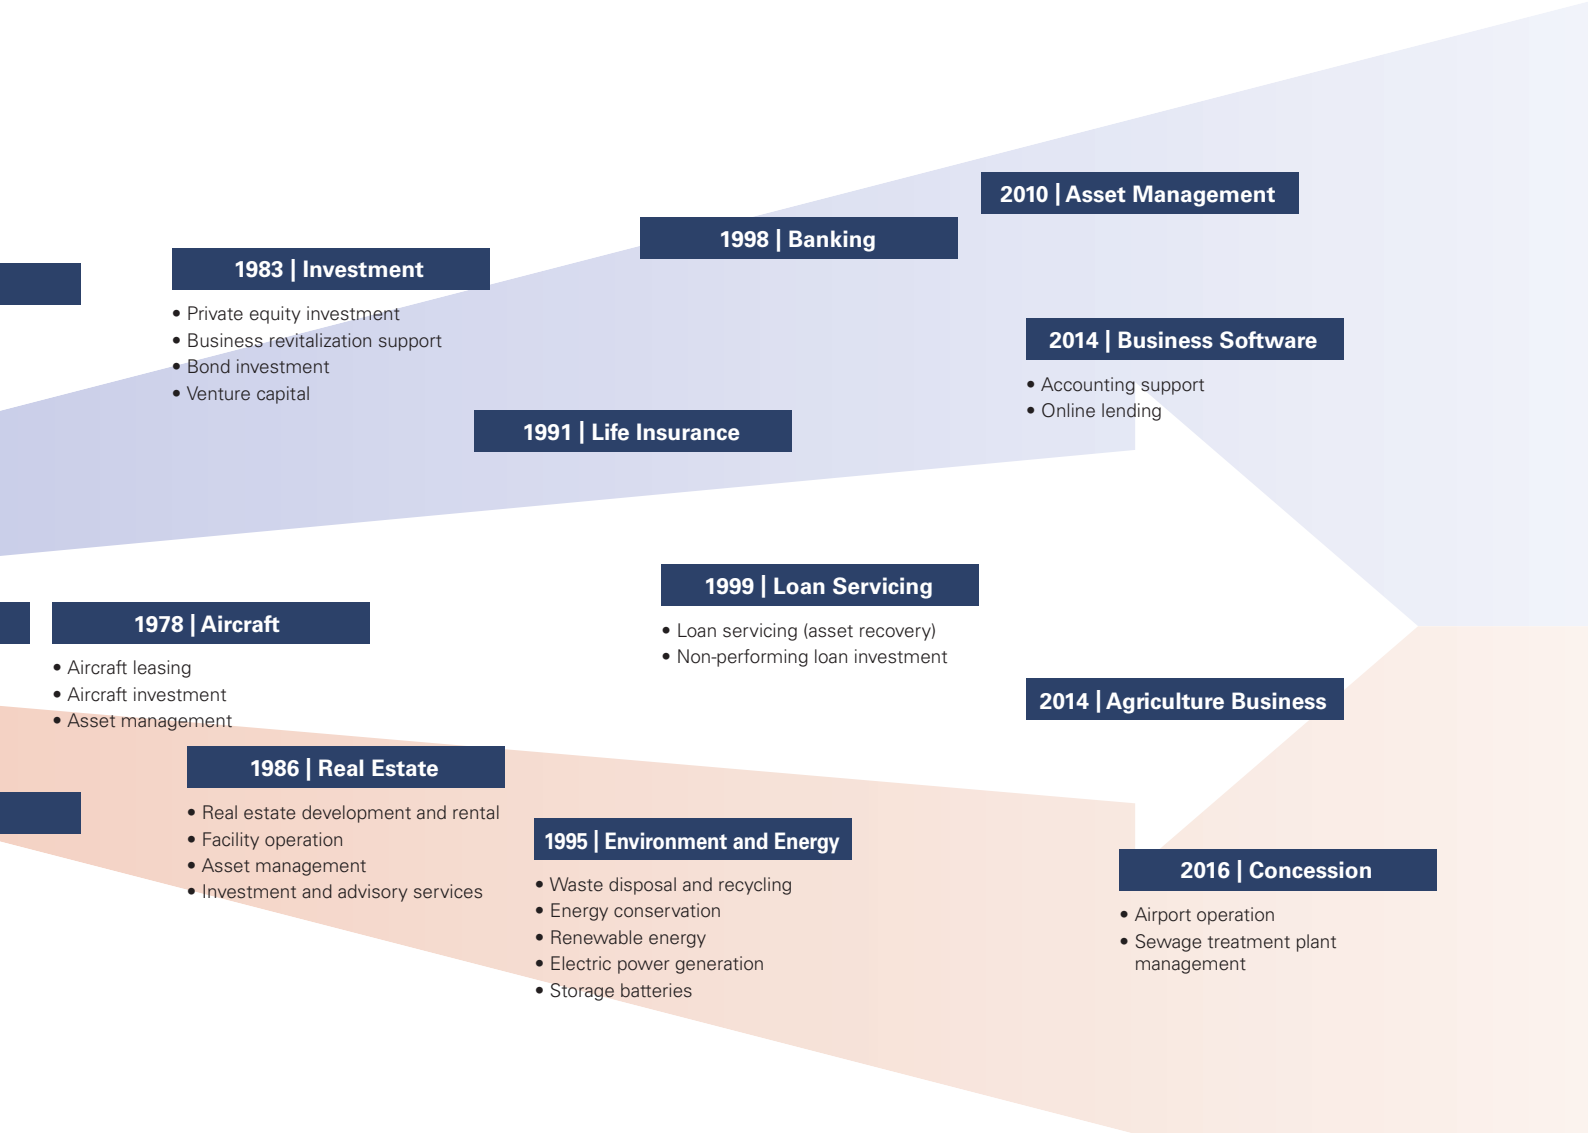 2010 | Asset Management
1998 | Banking
1983 | Investment
• Private equity investment
• Business revitalization support
• Bond investment
• Venture capital
2014 | Business Software
• Accounting support
• Online lending
1991 | Life Insurance
1999 | Loan Servicing
• Loan servicing (asset recovery)
• Non-performing loan investment
1978 | Aircraft
• Aircraft leasing
• Aircraft investment
• Asset management
2014 | Agriculture Business
1986 | Real Estate
• Real estate development and rental
• Facility operation
• Asset management
• Investment and advisory services
1995 | Environment and Energy
• Waste disposal and recycling
• Energy conservation
• Renewable energy
• Electric power generation
• Storage batteries
2016 | Concession
• Airport operation
• Sewage treatment plant
management